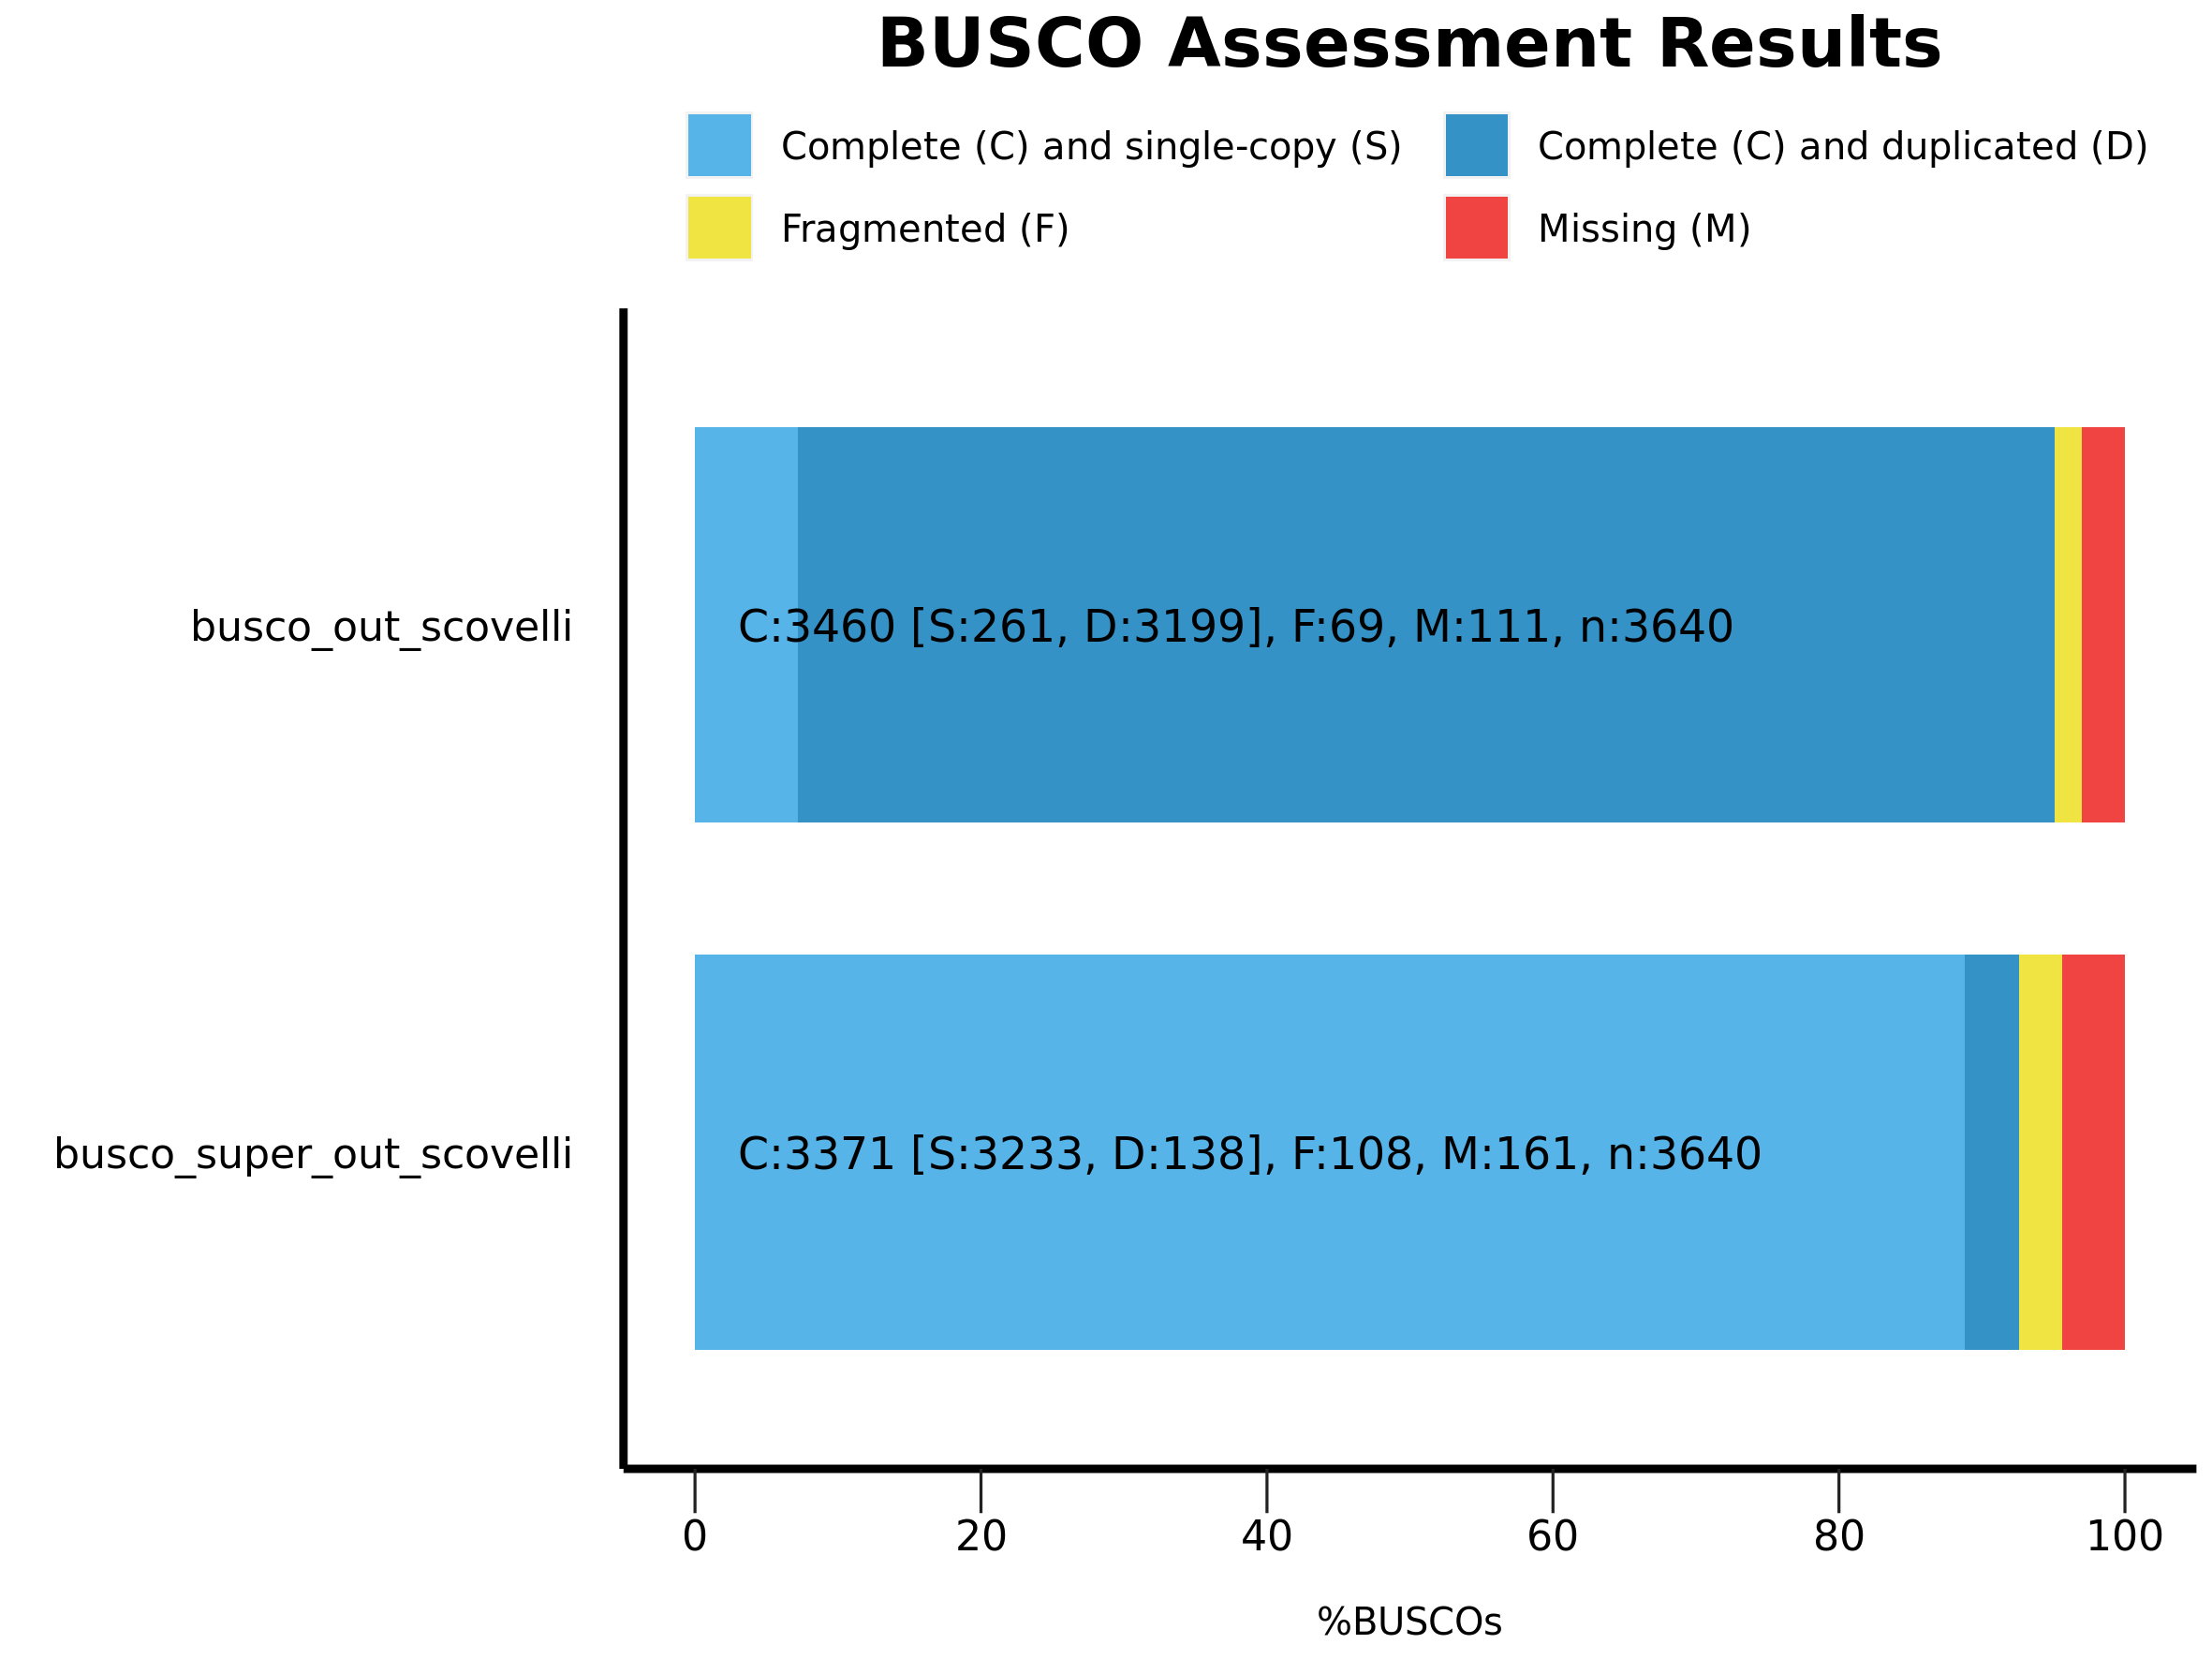 BUSCO Assessment Results
Complete (C) and single-copy (S)
Complete (C) and duplicated (D)
Fragmented (F)
Missing (M)
busco_out_scovelli
C:3460 [S:261, D:3199], F:69, M:111, n:3640
busco_super_out_scovelli
C:3371 [S:3233, D:138], F:108, M:161, n:3640
0 20 40 60 80 100
%BUSCOs